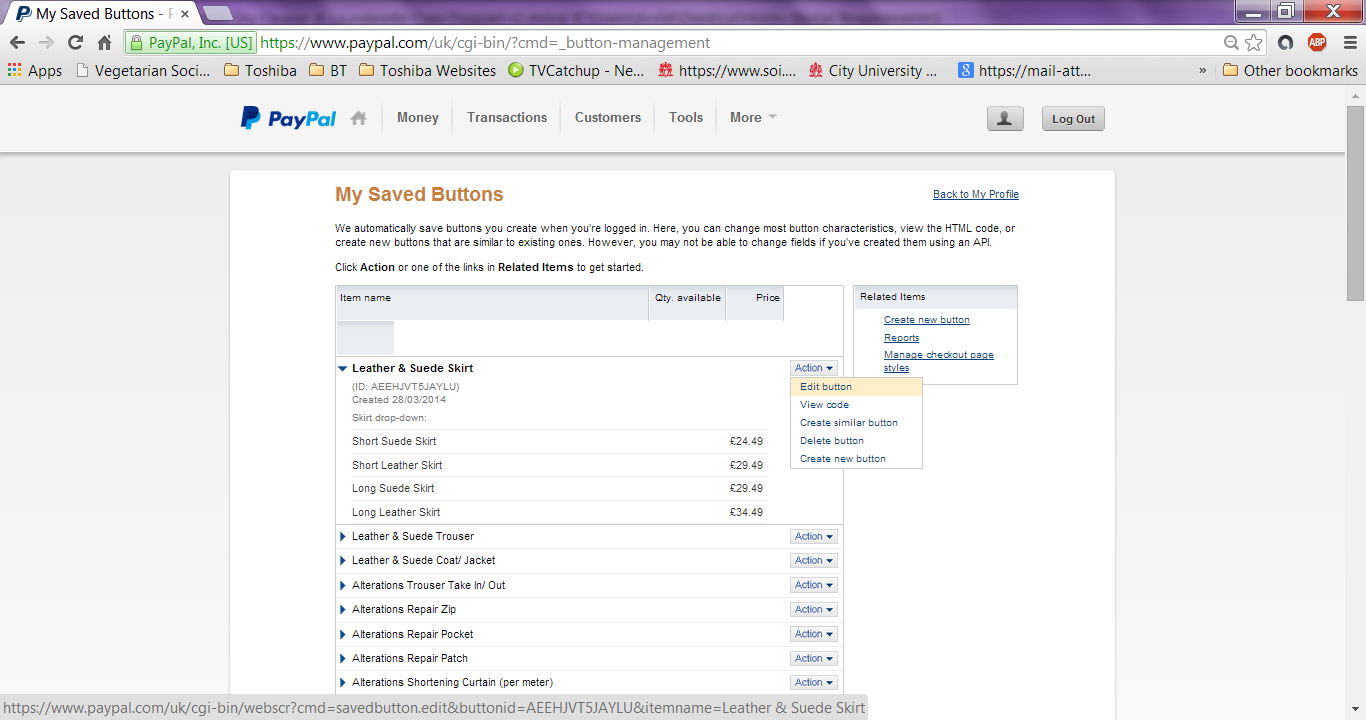 My Saved Buttons - P
PayPal, Inc. [US] https://www.paypal.com/uk/cgi-bin/?cmd=_button-management
ABP
Apps Vegetarian Soci... Toshiba BT Toshiba Websites TVCatchup - Ne... https://www.soi.... City University ... 8 https://mail-att... » Other bookmarks
PayPal Money Transactions Customers Tools More Log Out
My Saved Buttons
Back to My Profile
We automatically save buttons you create when you're logged in. Here, you can change most button characteristics, view the HTML code, or
create new buttons that are similar to existing ones. However, you may not be able to change fields if you've created them using an API.
Click Action or one of the links in Related Items to get started.
Item name Qty. available Price
Related Items
Create new button
Reports
Manage checkout page
styles
Leather & Suede Skirt Action
(ID: AEEHJVT5JAYLU)
Created 28/03/2014
Skirt drop-down:
Edit button
View code
Create similar button
Delete button
Create new button
Short Suede Skirt £24.49
Short Leather Skirt £29.49
Long Suede Skirt £29.49
Long Leather Skirt £34.49
Leather & Suede Trouser Action
Leather & Suede Coat/ Jacket Action
Alterations Trouser Take In/ Out Action
Alterations Repair Zip Action
Alterations Repair Pocket Action
Alterations Repair Patch Action
Alterations Shortening Curtain (per meter) Action
https://www.paypal.com/uk/cgi-bin/webscr?cmd=savedbutton.edit&buttonid=AEEHJVT5JAYLU&itemname=Leather & Suede Skirt